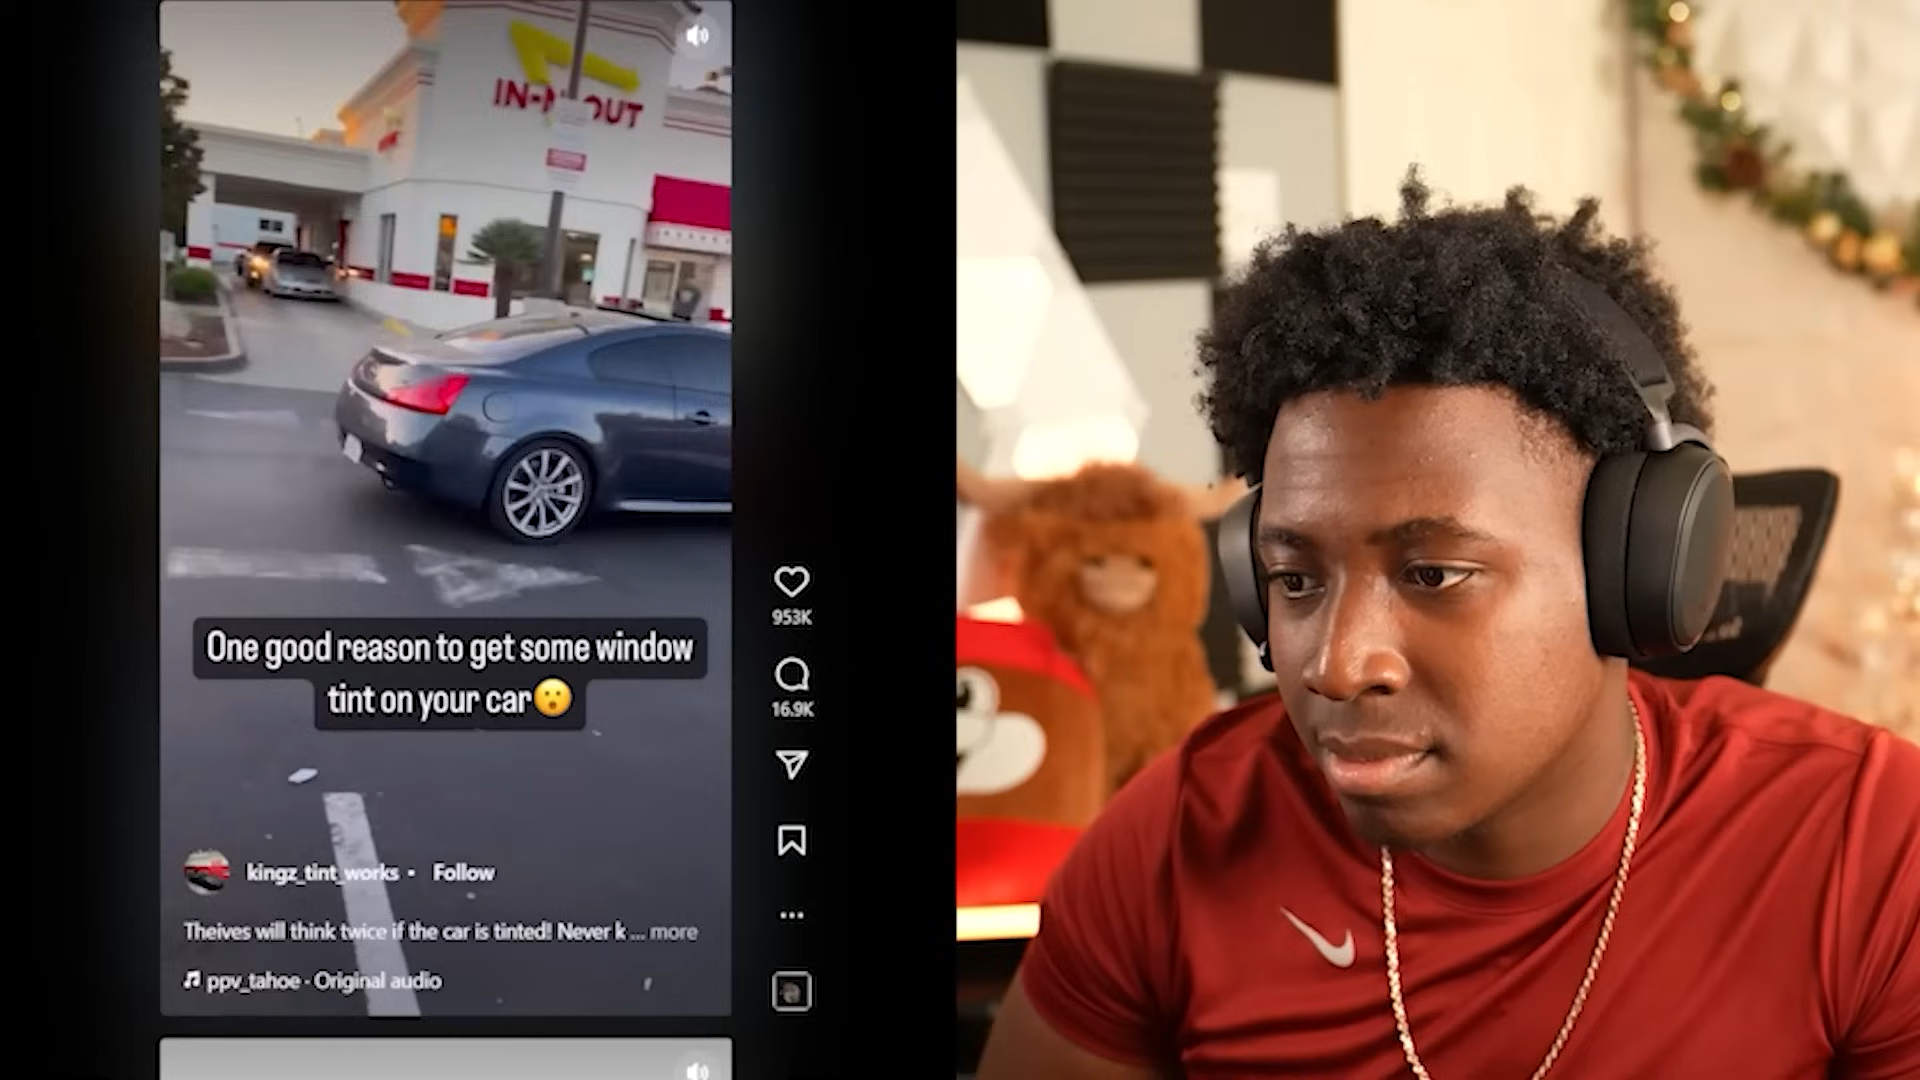 IN-N-OUT
953K
One good reason to get some window
tint on your car😮
16.9K
kingz_tint_works • Follow
Theives will think twice if the car is tinted! Never k ... more
ppv_tahoe · Original audio